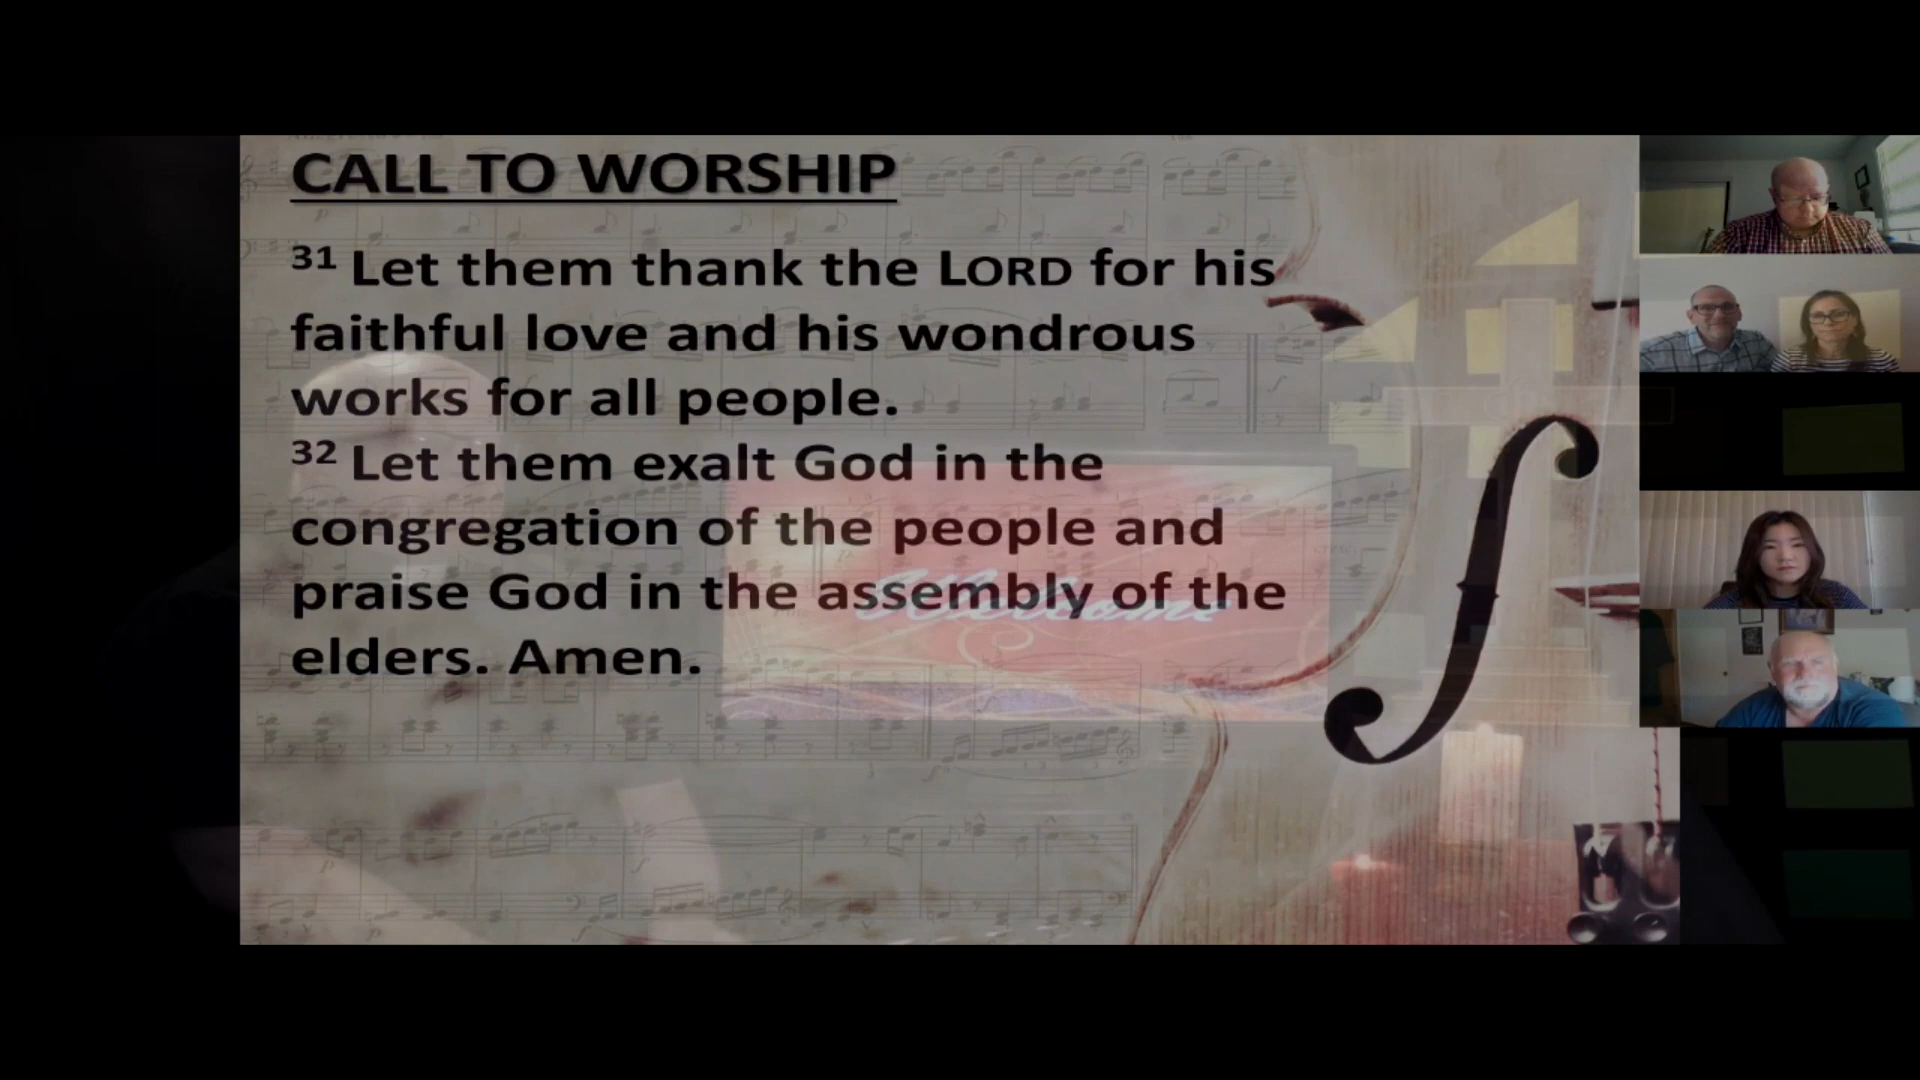 CALL TO WORSHIP
31 Let them thank the LORD for his
faithful love and his wondrous
works for all people.
32 Let them exalt God in the
congregation of the people and
praise God in the assembly of the
elders. Amen.
Welcome